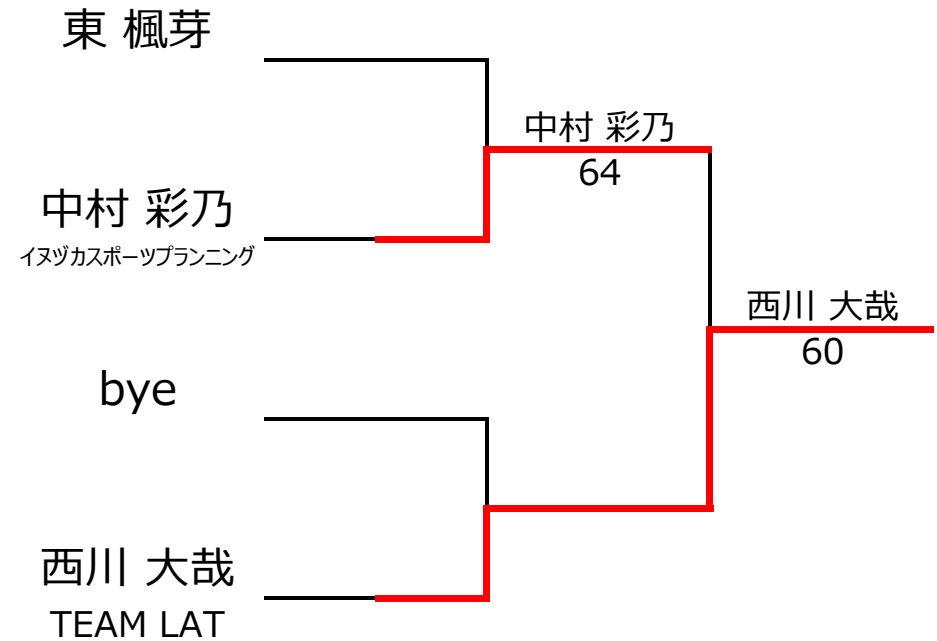 東 楓芽
中村 彩乃
64
中村 彩乃
イヌヅカスポーツプランニング
西川 大哉
60
bye
西川 大哉
TEAM LAT